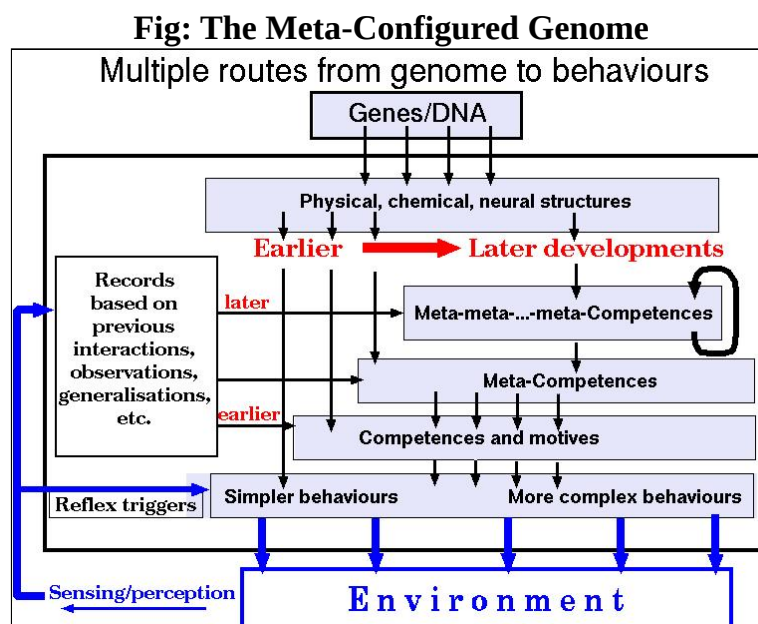 Fig: The Meta-Configured Genome
Multiple routes from genome to behaviours
Genes/DNA
Physical, chemical, neural structures
Earlier
Later developments
Records
based on
previous
interactions,
observations,
generalisations,
etc.
later
Meta-meta-...-meta-Competences
Meta-Competences
earlier
Competences and motives
Reflex triggers
Simpler behaviours
More complex behaviours
Sensing/perception
Environment